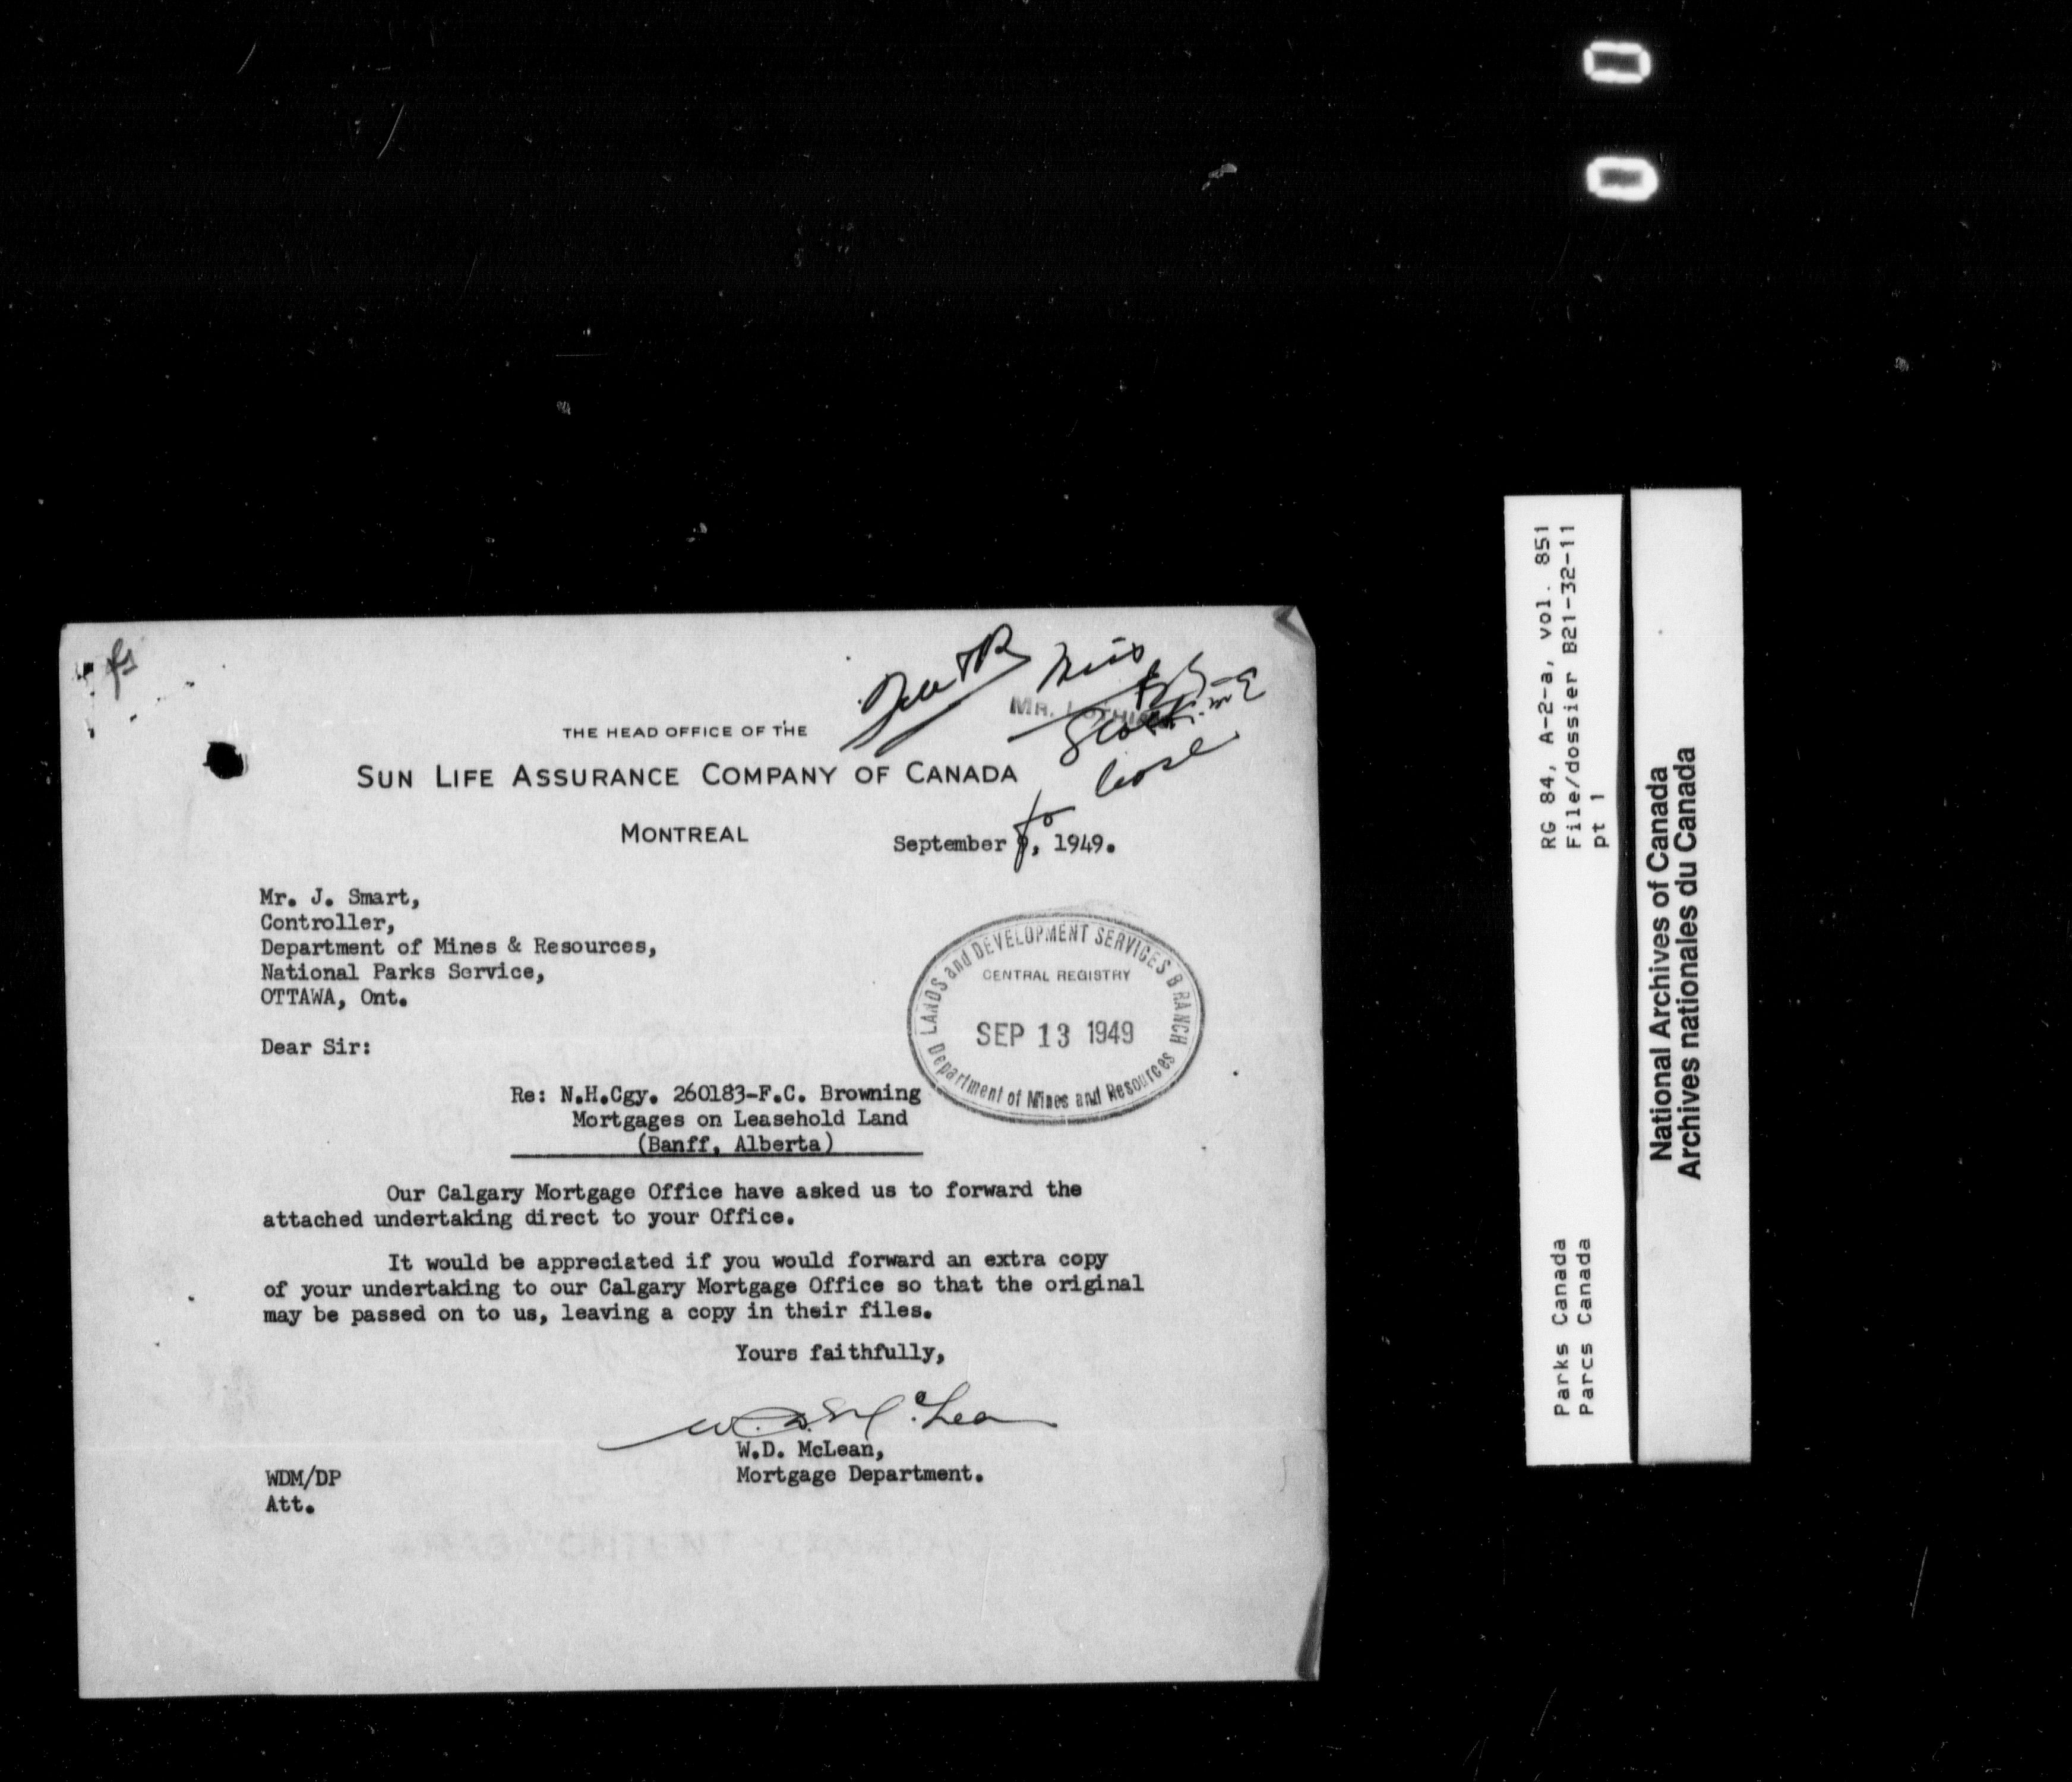 THE HEAD OFFICE OF THE
SUN LIFE ASSURANCE COMPANY OF CANADA
MONTREAL
September , 1949.
Miss
MR.
Mr. J. Smart,
Controller,
Department of Mines & Resources,
National Parks Service,
OTTAWA, Ont.
LANDS and DEVELOPMENT SERVICES BRANCH
CENTRAL REGISTRY
SEP 13 1949
Department of Mines and Resources
Dear Sir:
Re: N.H.Cgy. 260183-F.C. Browning
Mortgages on Leasehold Land
(Banff, Alberta)
Our Calgary Mortgage Office have asked us to forward the
attached undertaking direct to your Office.
It would be appreciated if you would forward an extra copy
of your undertaking to our Calgary Mortgage Office so that the original
may be passed on to us, leaving a copy in their files.
Yours faithfully,
W.D. McLean
W.D. McLean,
Mortgage Department.
WDM/DP
Att.
RG 84, A-2-a, vol. 851
File/dossier B21-32-11
pt 1
Parks Canada
Parcs Canada
National Archives of Canada
Archives nationales du Canada